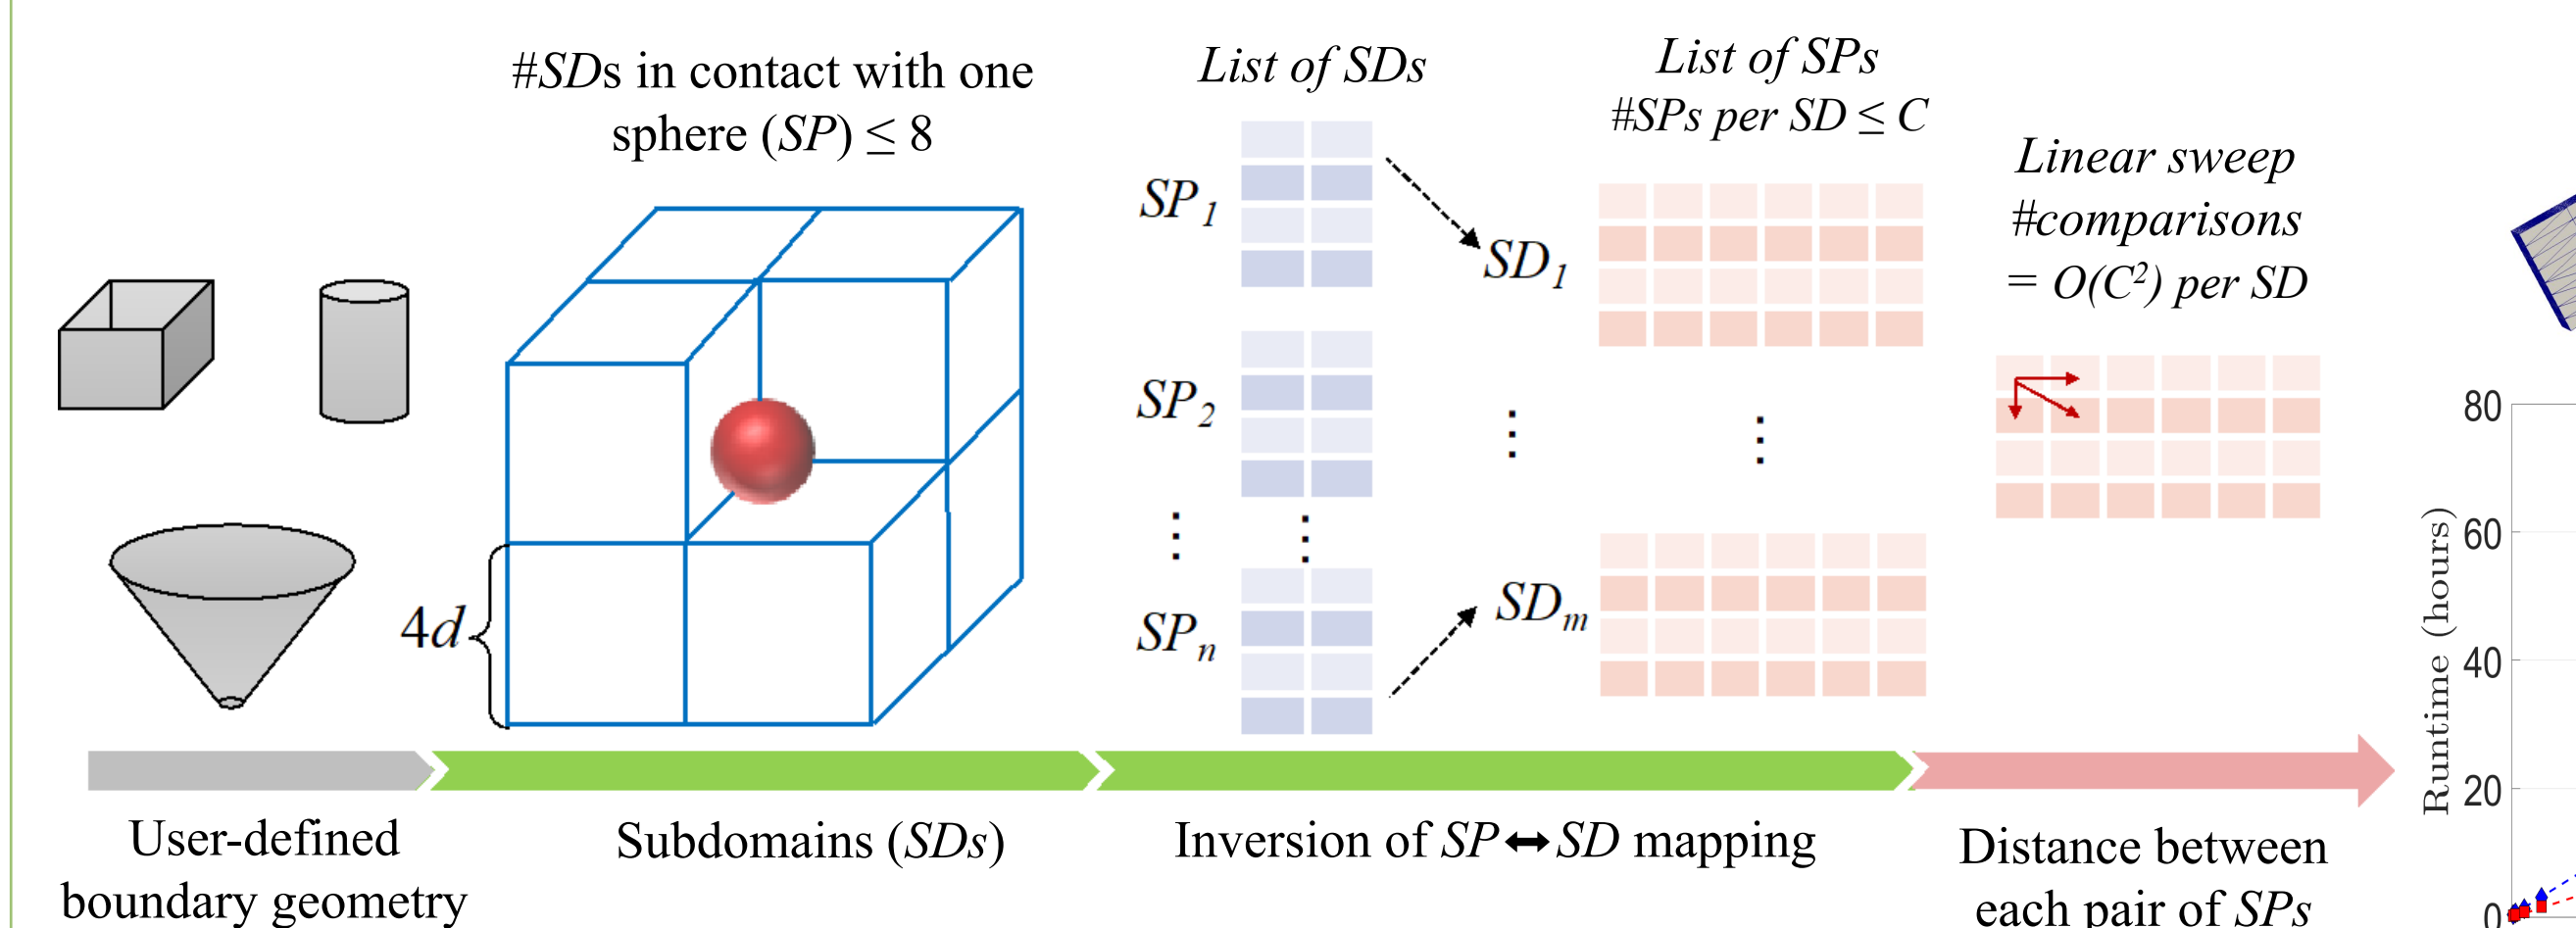 #SDs in contact with one
sphere (SP) ≤ 8
4d
List of SDs
SP1
SP2
⋮
⋮
SPn
List of SPs
#SPs per SD ≤ C
SD1
⋮
⋮
SDm
Linear sweep
#comparisons
= O(C²) per SD
User-defined
boundary geometry
Subdomains (SDs)
Inversion of SP↔SD mapping
Distance between
each pair of SPs
Runtime (hours)
80
60
40
20
0